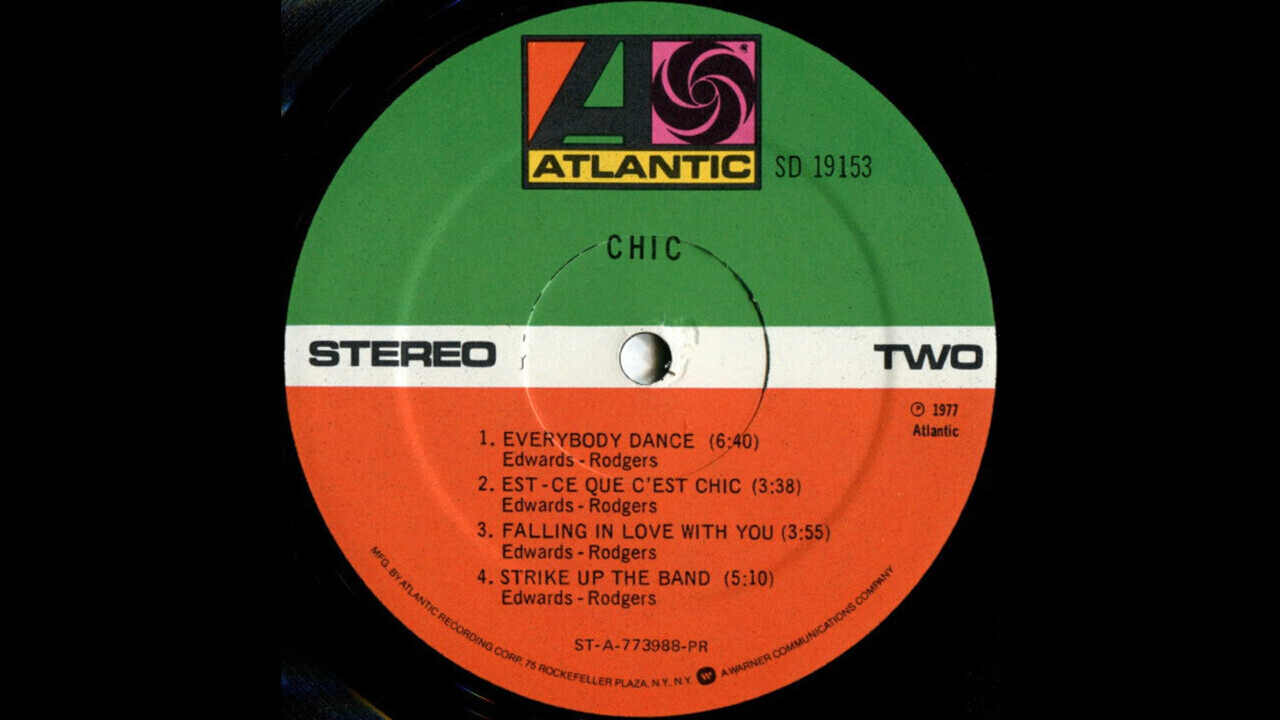 ATLANTIC
SD 19153
CHIC
STEREO
TWO
℗ 1977
Atlantic
1. EVERYBODY DANCE (6:40)
Edwards - Rodgers
2. EST-CE QUE C'EST CHIC (3:38)
Edwards - Rodgers
3. FALLING IN LOVE WITH YOU (3:55)
Edwards - Rodgers
4. STRIKE UP THE BAND (5:10)
Edwards - Rodgers
ST-A-773988-PR
MFG. BY ATLANTIC RECORDING CORP., 75 ROCKEFELLER PLAZA, N.Y., N.Y. W A WARNER COMMUNICATIONS COMPANY